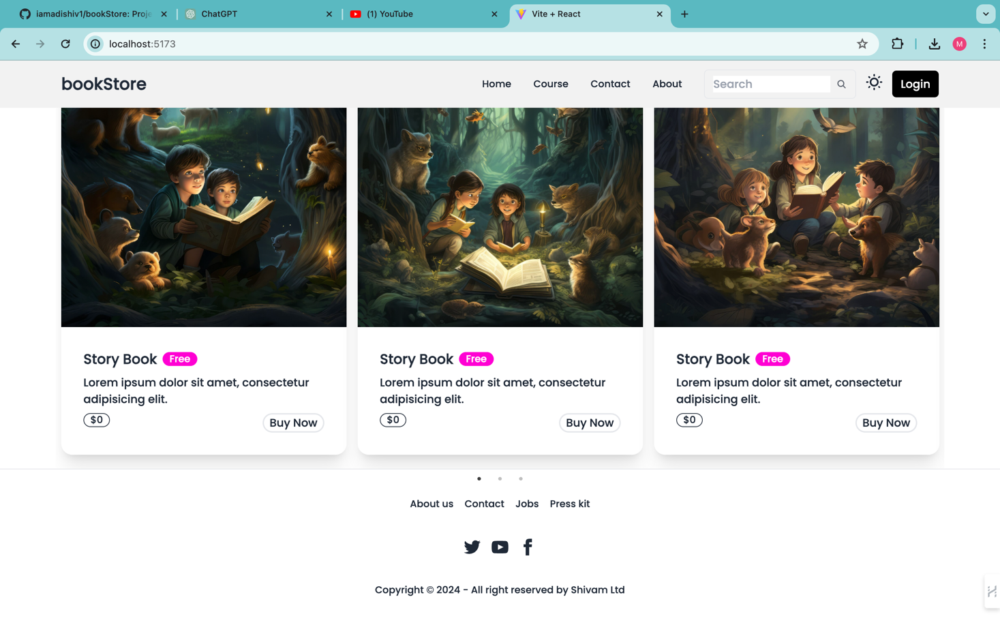 iamadishiv1/bookStore: Proje
ChatGPT
(1) YouTube
Vite + React
localhost:5173
M
bookStore
Home
Course
Contact
About
Search
Login
Story Book Free
Lorem ipsum dolor sit amet, consectetur
adipisicing elit.
$0
Buy Now
Story Book Free
Lorem ipsum dolor sit amet, consectetur
adipisicing elit.
$0
Buy Now
Story Book Free
Lorem ipsum dolor sit amet, consectetur
adipisicing elit.
$0
Buy Now
About us
Contact
Jobs
Press kit
Copyright © 2024 - All right reserved by Shivam Ltd